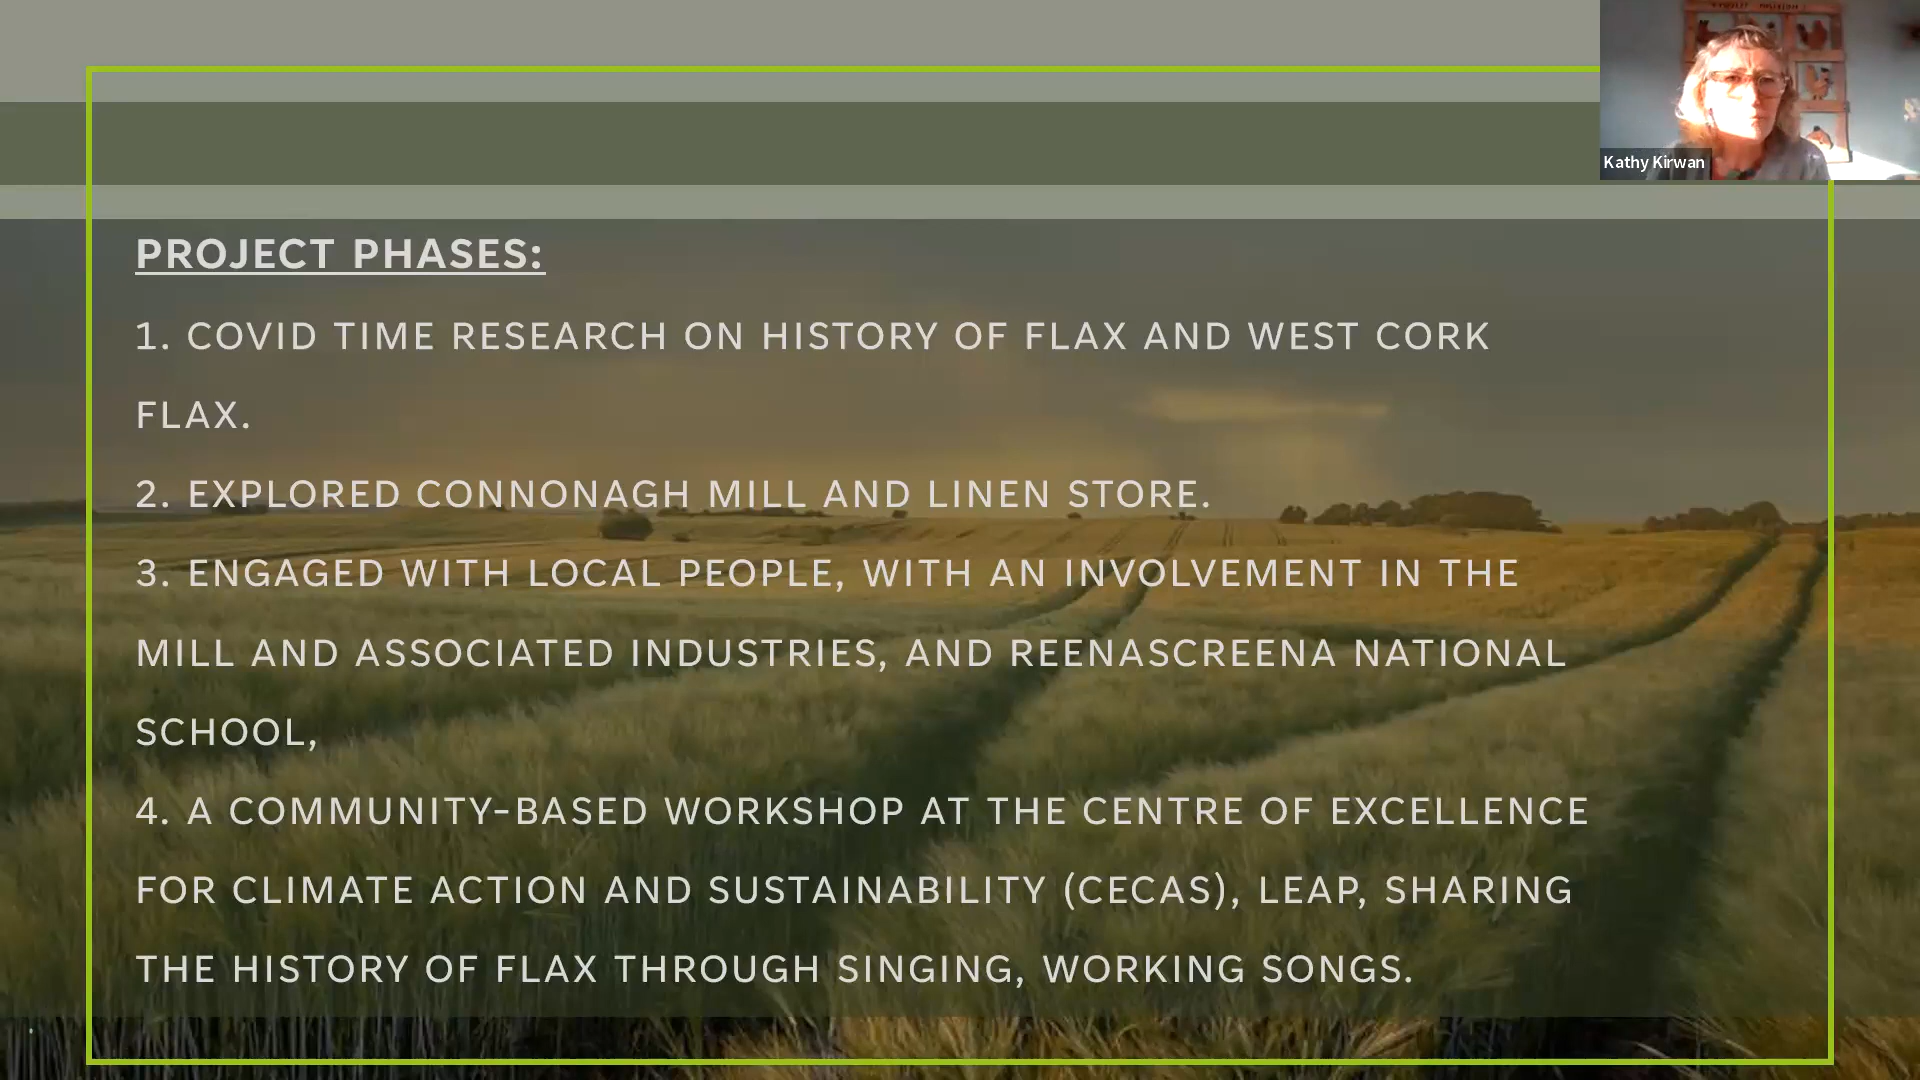 Kathy Kirwan
PROJECT PHASES:
1. COVID TIME RESEARCH ON HISTORY OF FLAX AND WEST CORK
FLAX.
2. EXPLORED CONNONAGH MILL AND LINEN STORE.
3. ENGAGED WITH LOCAL PEOPLE, WITH AN INVOLVEMENT IN THE
MILL AND ASSOCIATED INDUSTRIES, AND REENASCREENA NATIONAL
SCHOOL,
4. A COMMUNITY-BASED WORKSHOP AT THE CENTRE OF EXCELLENCE
FOR CLIMATE ACTION AND SUSTAINABILITY (CECAS), LEAP, SHARING
THE HISTORY OF FLAX THROUGH SINGING, WORKING SONGS.